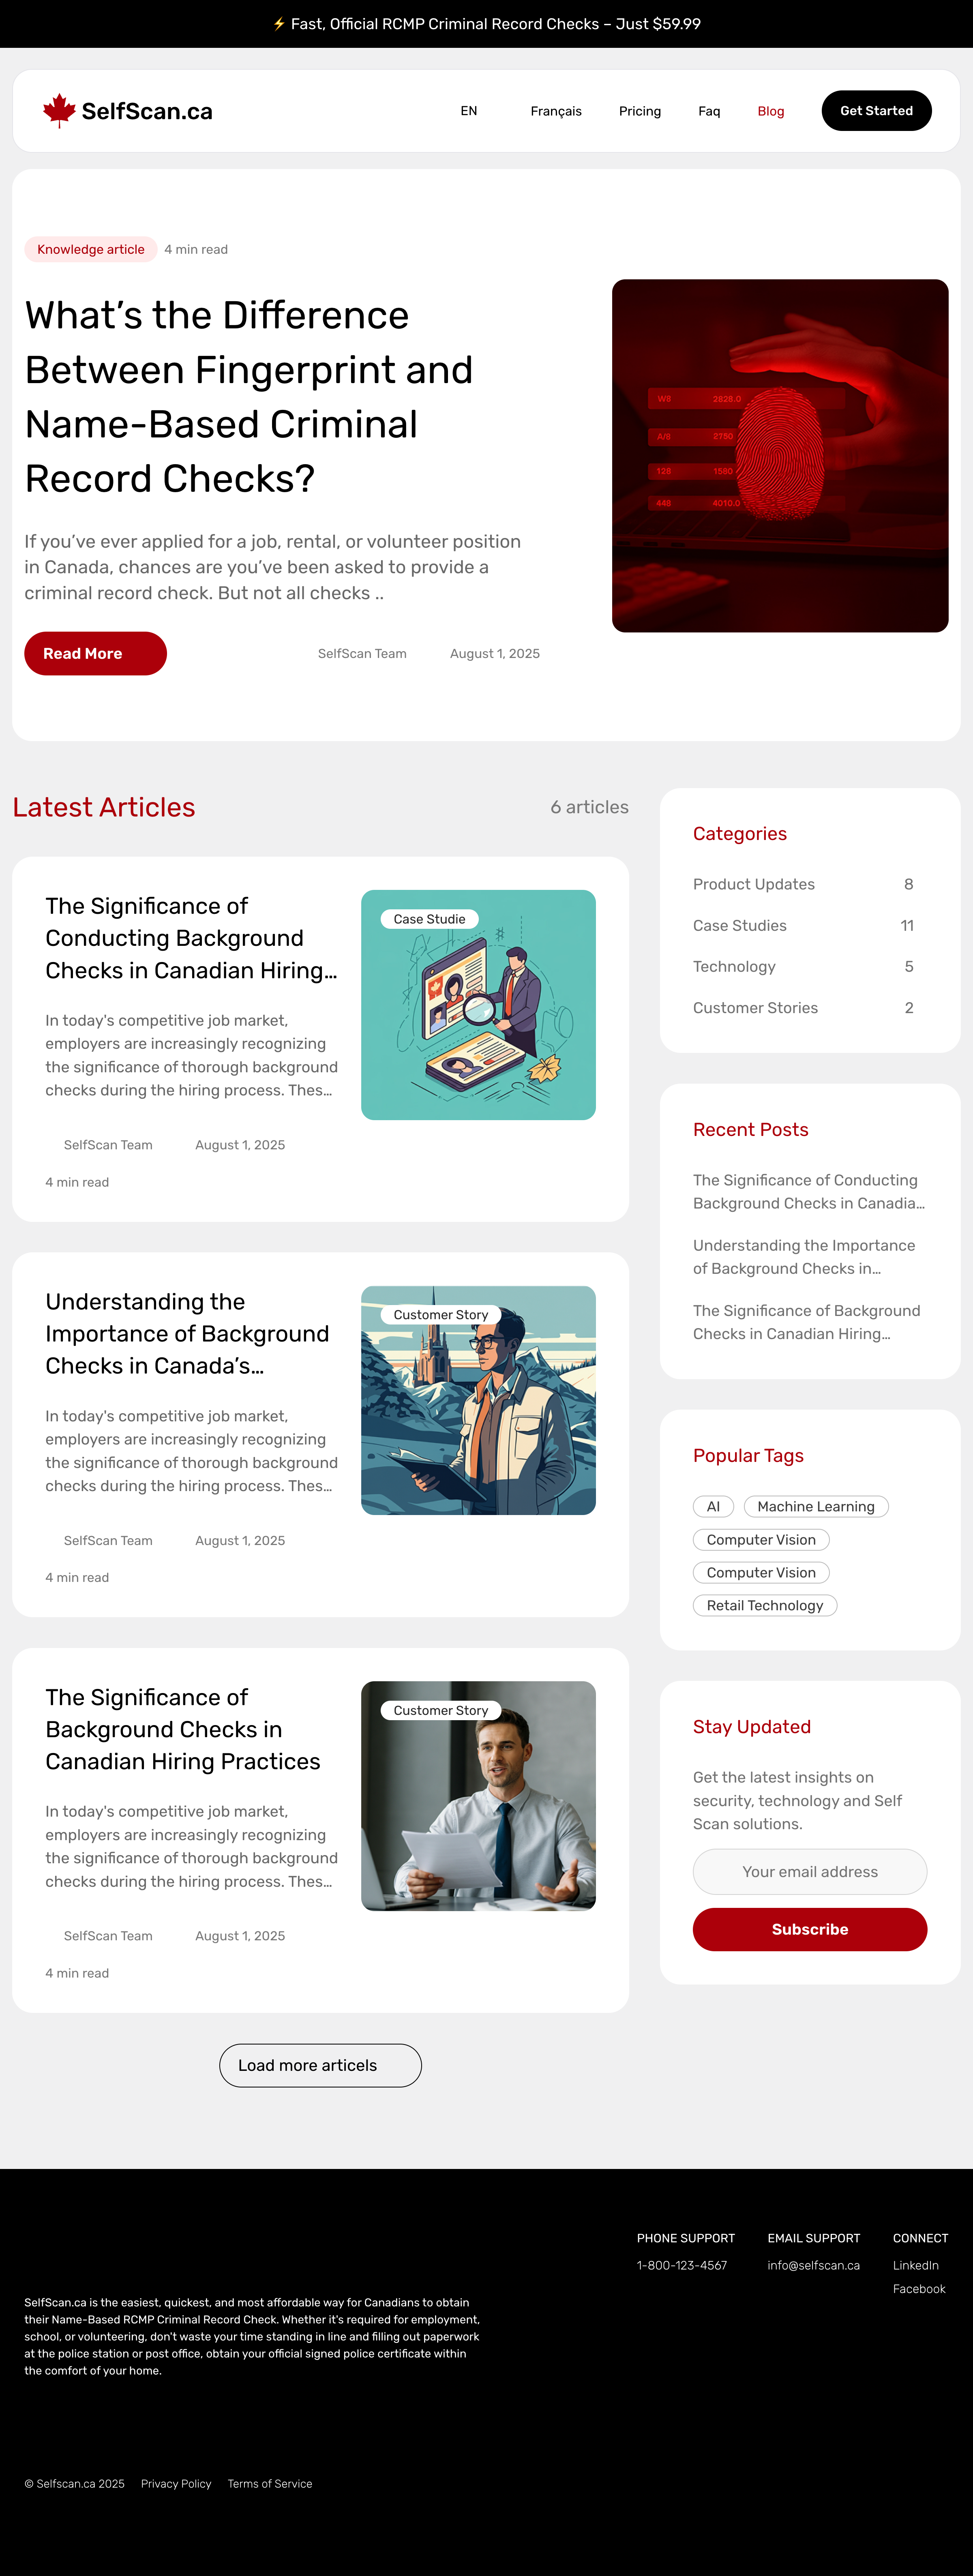 ⚡ Fast, Official RCMP Criminal Record Checks – Just $59.99
SelfScan.ca
EN
Français
Pricing
Faq
Blog
Get Started
Knowledge article
4 min read
What’s the Difference
Between Fingerprint and
Name-Based Criminal
Record Checks?
If you’ve ever applied for a job, rental, or volunteer position
in Canada, chances are you’ve been asked to provide a
criminal record check. But not all checks ..
Read More
SelfScan Team
August 1, 2025
W8 2828.0
A/8 2750
128 1580
448 4010.0
Latest Articles
6 articles
The Significance of
Conducting Background
Checks in Canadian Hiring…
In today's competitive job market,
employers are increasingly recognizing
the significance of thorough background
checks during the hiring process. Thes…
SelfScan Team
August 1, 2025
4 min read
Case Studie
Understanding the
Importance of Background
Checks in Canada’s…
In today's competitive job market,
employers are increasingly recognizing
the significance of thorough background
checks during the hiring process. Thes…
SelfScan Team
August 1, 2025
4 min read
Customer Story
The Significance of
Background Checks in
Canadian Hiring Practices
In today's competitive job market,
employers are increasingly recognizing
the significance of thorough background
checks during the hiring process. Thes…
SelfScan Team
August 1, 2025
4 min read
Customer Story
Load more articels
Categories
Product Updates 8
Case Studies 11
Technology 5
Customer Stories 2
Recent Posts
The Significance of Conducting
Background Checks in Canadia…
Understanding the Importance
of Background Checks in…
The Significance of Background
Checks in Canadian Hiring…
Popular Tags
AI
Machine Learning
Computer Vision
Computer Vision
Retail Technology
Stay Updated
Get the latest insights on
security, technology and Self
Scan solutions.
Your email address
Subscribe
SelfScan.ca is the easiest, quickest, and most affordable way for Canadians to obtain
their Name-Based RCMP Criminal Record Check. Whether it's required for employment,
school, or volunteering, don't waste your time standing in line and filling out paperwork
at the police station or post office, obtain your official signed police certificate within
the comfort of your home.
PHONE SUPPORT
1-800-123-4567
EMAIL SUPPORT
info@selfscan.ca
CONNECT
LinkedIn
Facebook
© Selfscan.ca 2025
Privacy Policy
Terms of Service